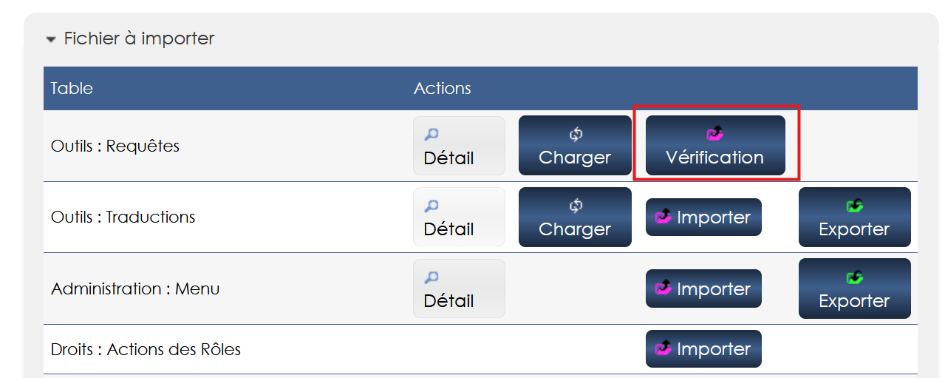 Fichier à importer
Table Actions
Outils : Requêtes Détail Charger Vérification
Outils : Traductions Détail Charger Importer Exporter
Administration : Menu Détail Importer Exporter
Droits : Actions des Rôles Importer